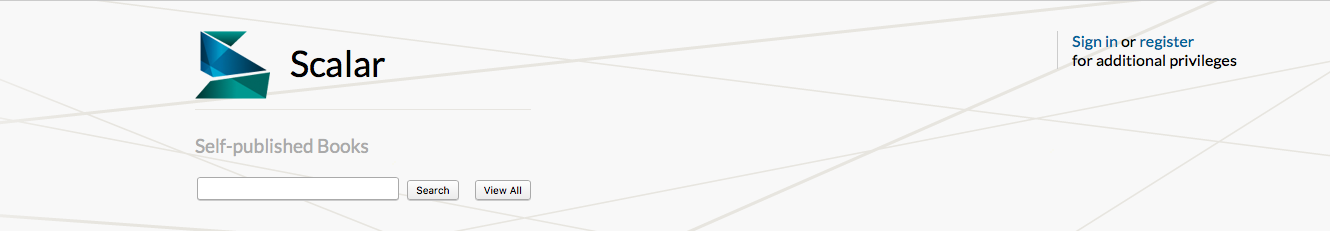 Scalar
Sign in or register
for additional privileges
Self-published Books
Search View All